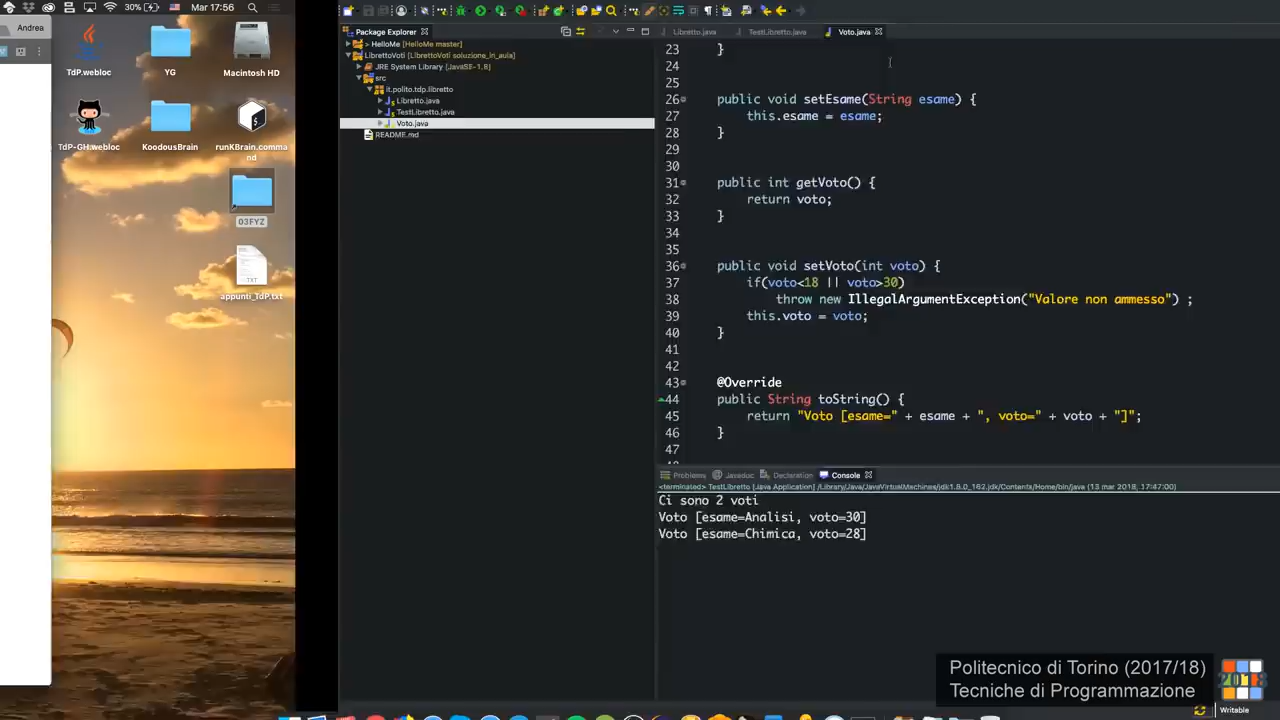 30% Mar 17:56
Andrea
TdP.webloc
YG
Macintosh HD
TdP-GH.webloc
KoodousBrain
runKBrain.comma
nd
03FYZ
TXT
appunti_TdP.txt
Package Explorer
> HelloMe [HelloMe master]
LibrettoVoti [LibrettoVoti soluzione_in_aula]
JRE System Library [JavaSE-1.8]
src
it.polito.tdp.libretto
Libretto.java
TestLibretto.java
Voto.java
README.md
Libretto.java TestLibretto.java Voto.java
23 }
24
25
26 public void setEsame(String esame) {
27 this.esame = esame;
28 }
29
30
31 public int getVoto() {
32 return voto;
33 }
34
35
36 public void setVoto(int voto) {
37 if(voto<18 || voto>30)
38 throw new IllegalArgumentException("Valore non ammesso") ;
39 this.voto = voto;
40 }
41
42
43 @Override
44 public String toString() {
45 return "Voto [esame=" + esame + ", voto=" + voto + "]";
46 }
47
Problems Javadoc Declaration Console
<terminated> TestLibretto [Java Application] /Library/Java/JavaVirtualMachines/jdk1.8.0_162.jdk/Contents/Home/bin/java (13 mar 2018, 17:47:00)
Ci sono 2 voti
Voto [esame=Analisi, voto=30]
Voto [esame=Chimica, voto=28]
Politecnico di Torino (2017/18)
Tecniche di Programmazione
2018
Writable